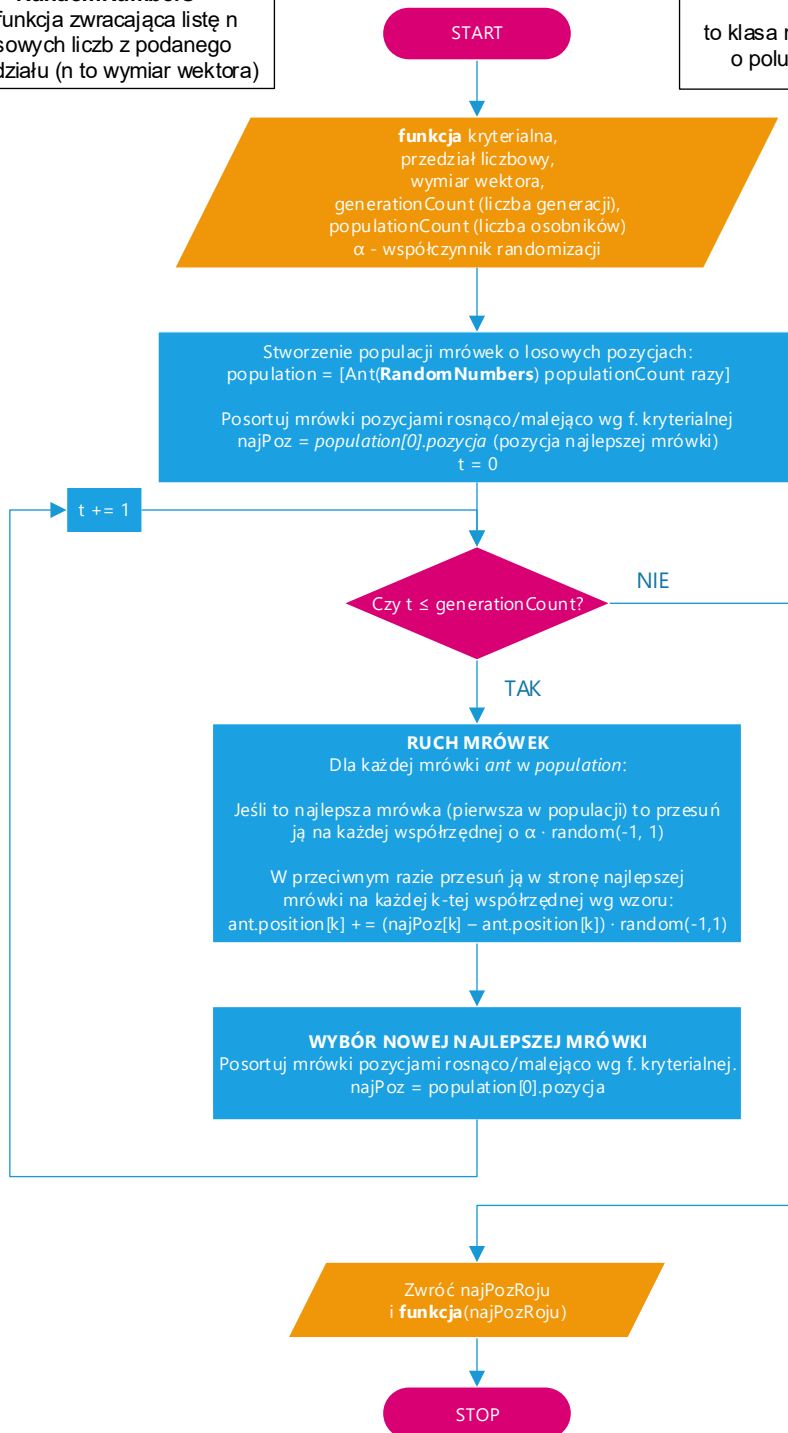 funkcja zwracająca listę n
liczb z podanego
(n to wymiar wektora)
to klasa
o
START
funkcja kryterialna,
przedział liczbowy,
wymiar wektora,
generationCount (liczba generacji),
populationCount (liczba osobników)
α - współczynnik randomizacji
Stworzenie populacji mrówek o losowych pozycjach:
population = [Ant(RandomNumbers) populationCount razy]
Posortuj mrówki pozycjami rosnąco/malejąco wg f. kryterialnej
najPoz = population[0].pozycja (pozycja najlepszej mrówki)
t = 0
t += 1
Czy t ≤ generationCount?
NIE
TAK
RUCH MRÓWEK
Dla każdej mrówki ant w population:
Jeśli to najlepsza mrówka (pierwsza w populacji) to przesuń
ją na każdej współrzędnej o α · random(-1, 1)
W przeciwnym razie przesuń ją w stronę najlepszej
mrówki na każdej k-tej współrzędnej wg wzoru:
ant.position[k] += (najPoz[k] – ant.position[k]) · random(-1,1)
WYBÓR NOWEJ NAJLEPSZEJ MRÓWKI
Posortuj mrówki pozycjami rosnąco/malejąco wg f. kryterialnej.
najPoz = population[0].pozycja
Zwróć najPozRoju
i funkcja(najPozRoju)
STOP